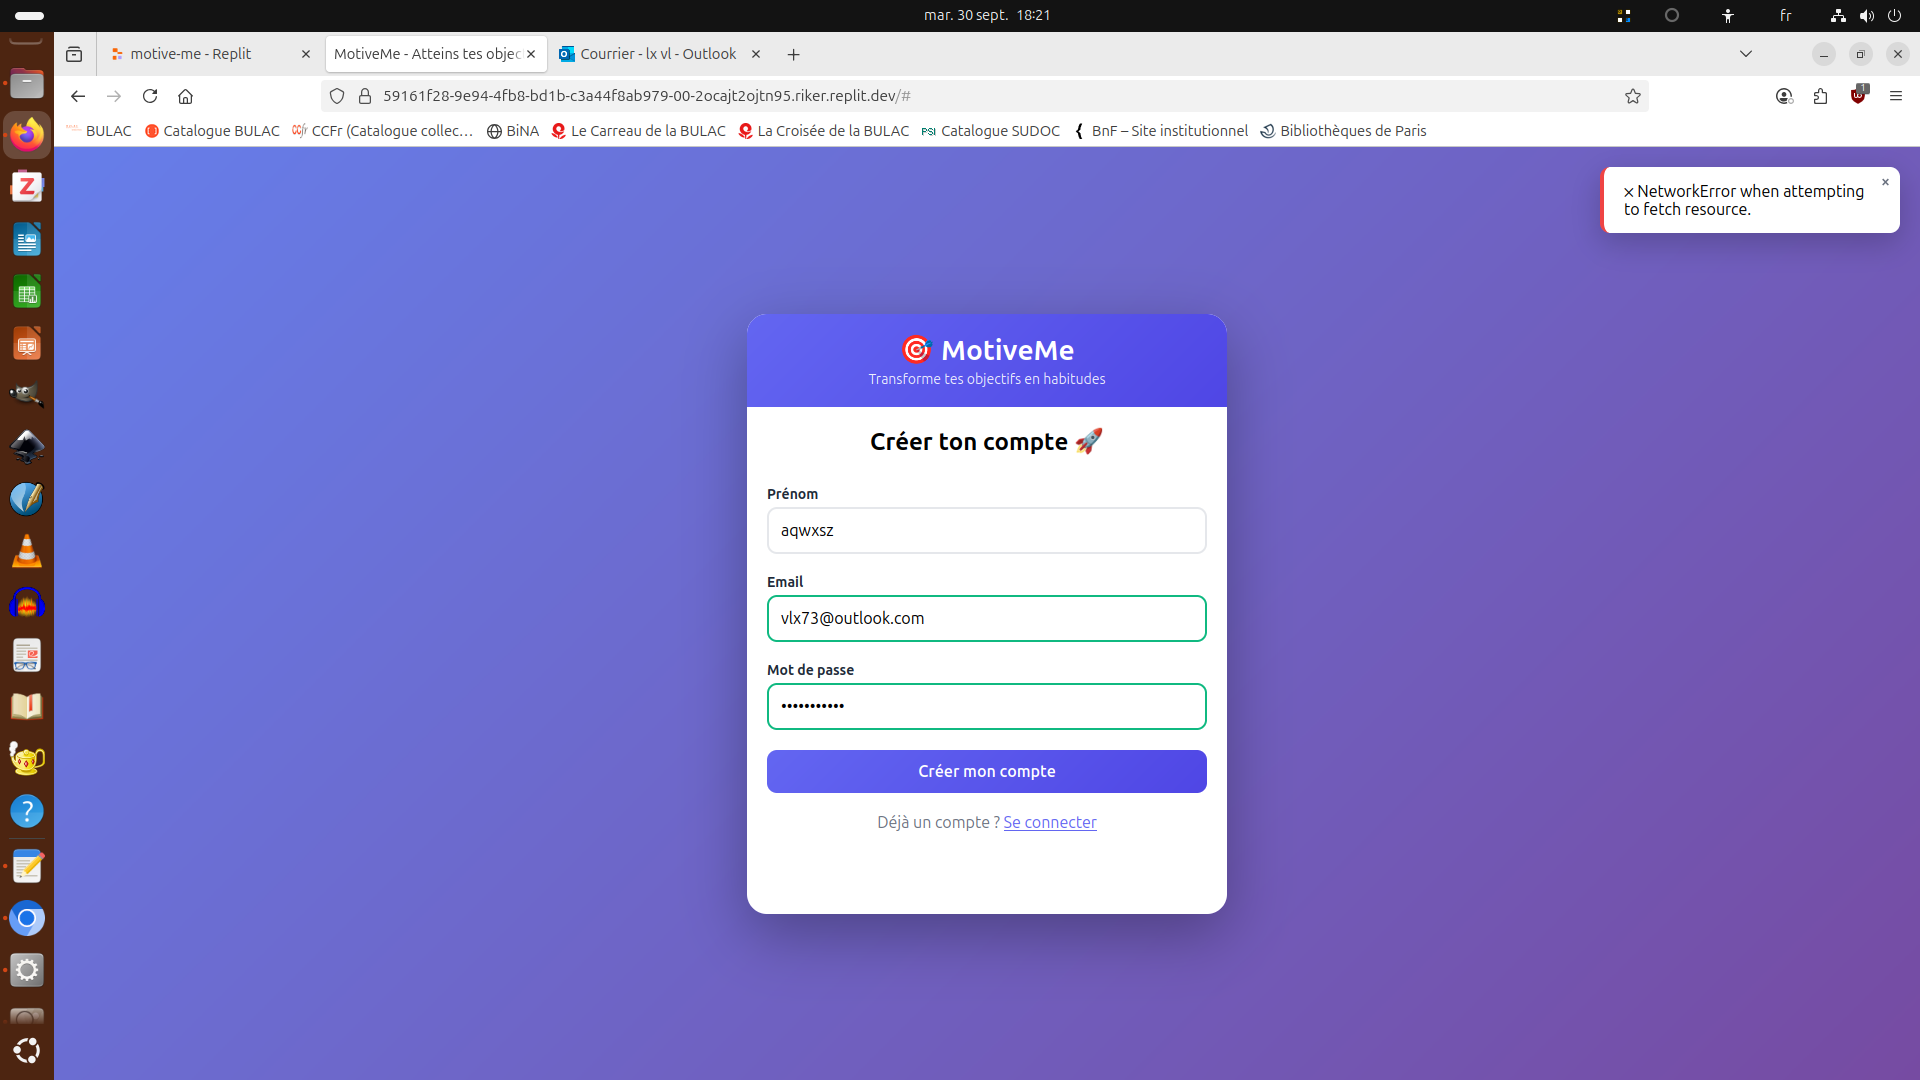 mar. 30 sept. 18:21
fr
motive-me - Replit
MotiveMe - Atteins tes objec
Courrier - lx vl - Outlook
59161f28-9e94-4fb8-bd1b-c3a44f8ab979-00-2ocajt2ojtn95.riker.replit.dev/#
1
BULAC
Catalogue BULAC
CCFr (Catalogue collec…
BiNA
Le Carreau de la BULAC
La Croisée de la BULAC
PSI Catalogue SUDOC
BnF – Site institutionnel
Bibliothèques de Paris
× NetworkError when attempting
to fetch resource.
×
🎯 MotiveMe
Transforme tes objectifs en habitudes
Créer ton compte 🚀
Prénom
aqwxsz
Email
vlx73@outlook.com
Mot de passe
•••••••••••
Créer mon compte
Déjà un compte ? Se connecter